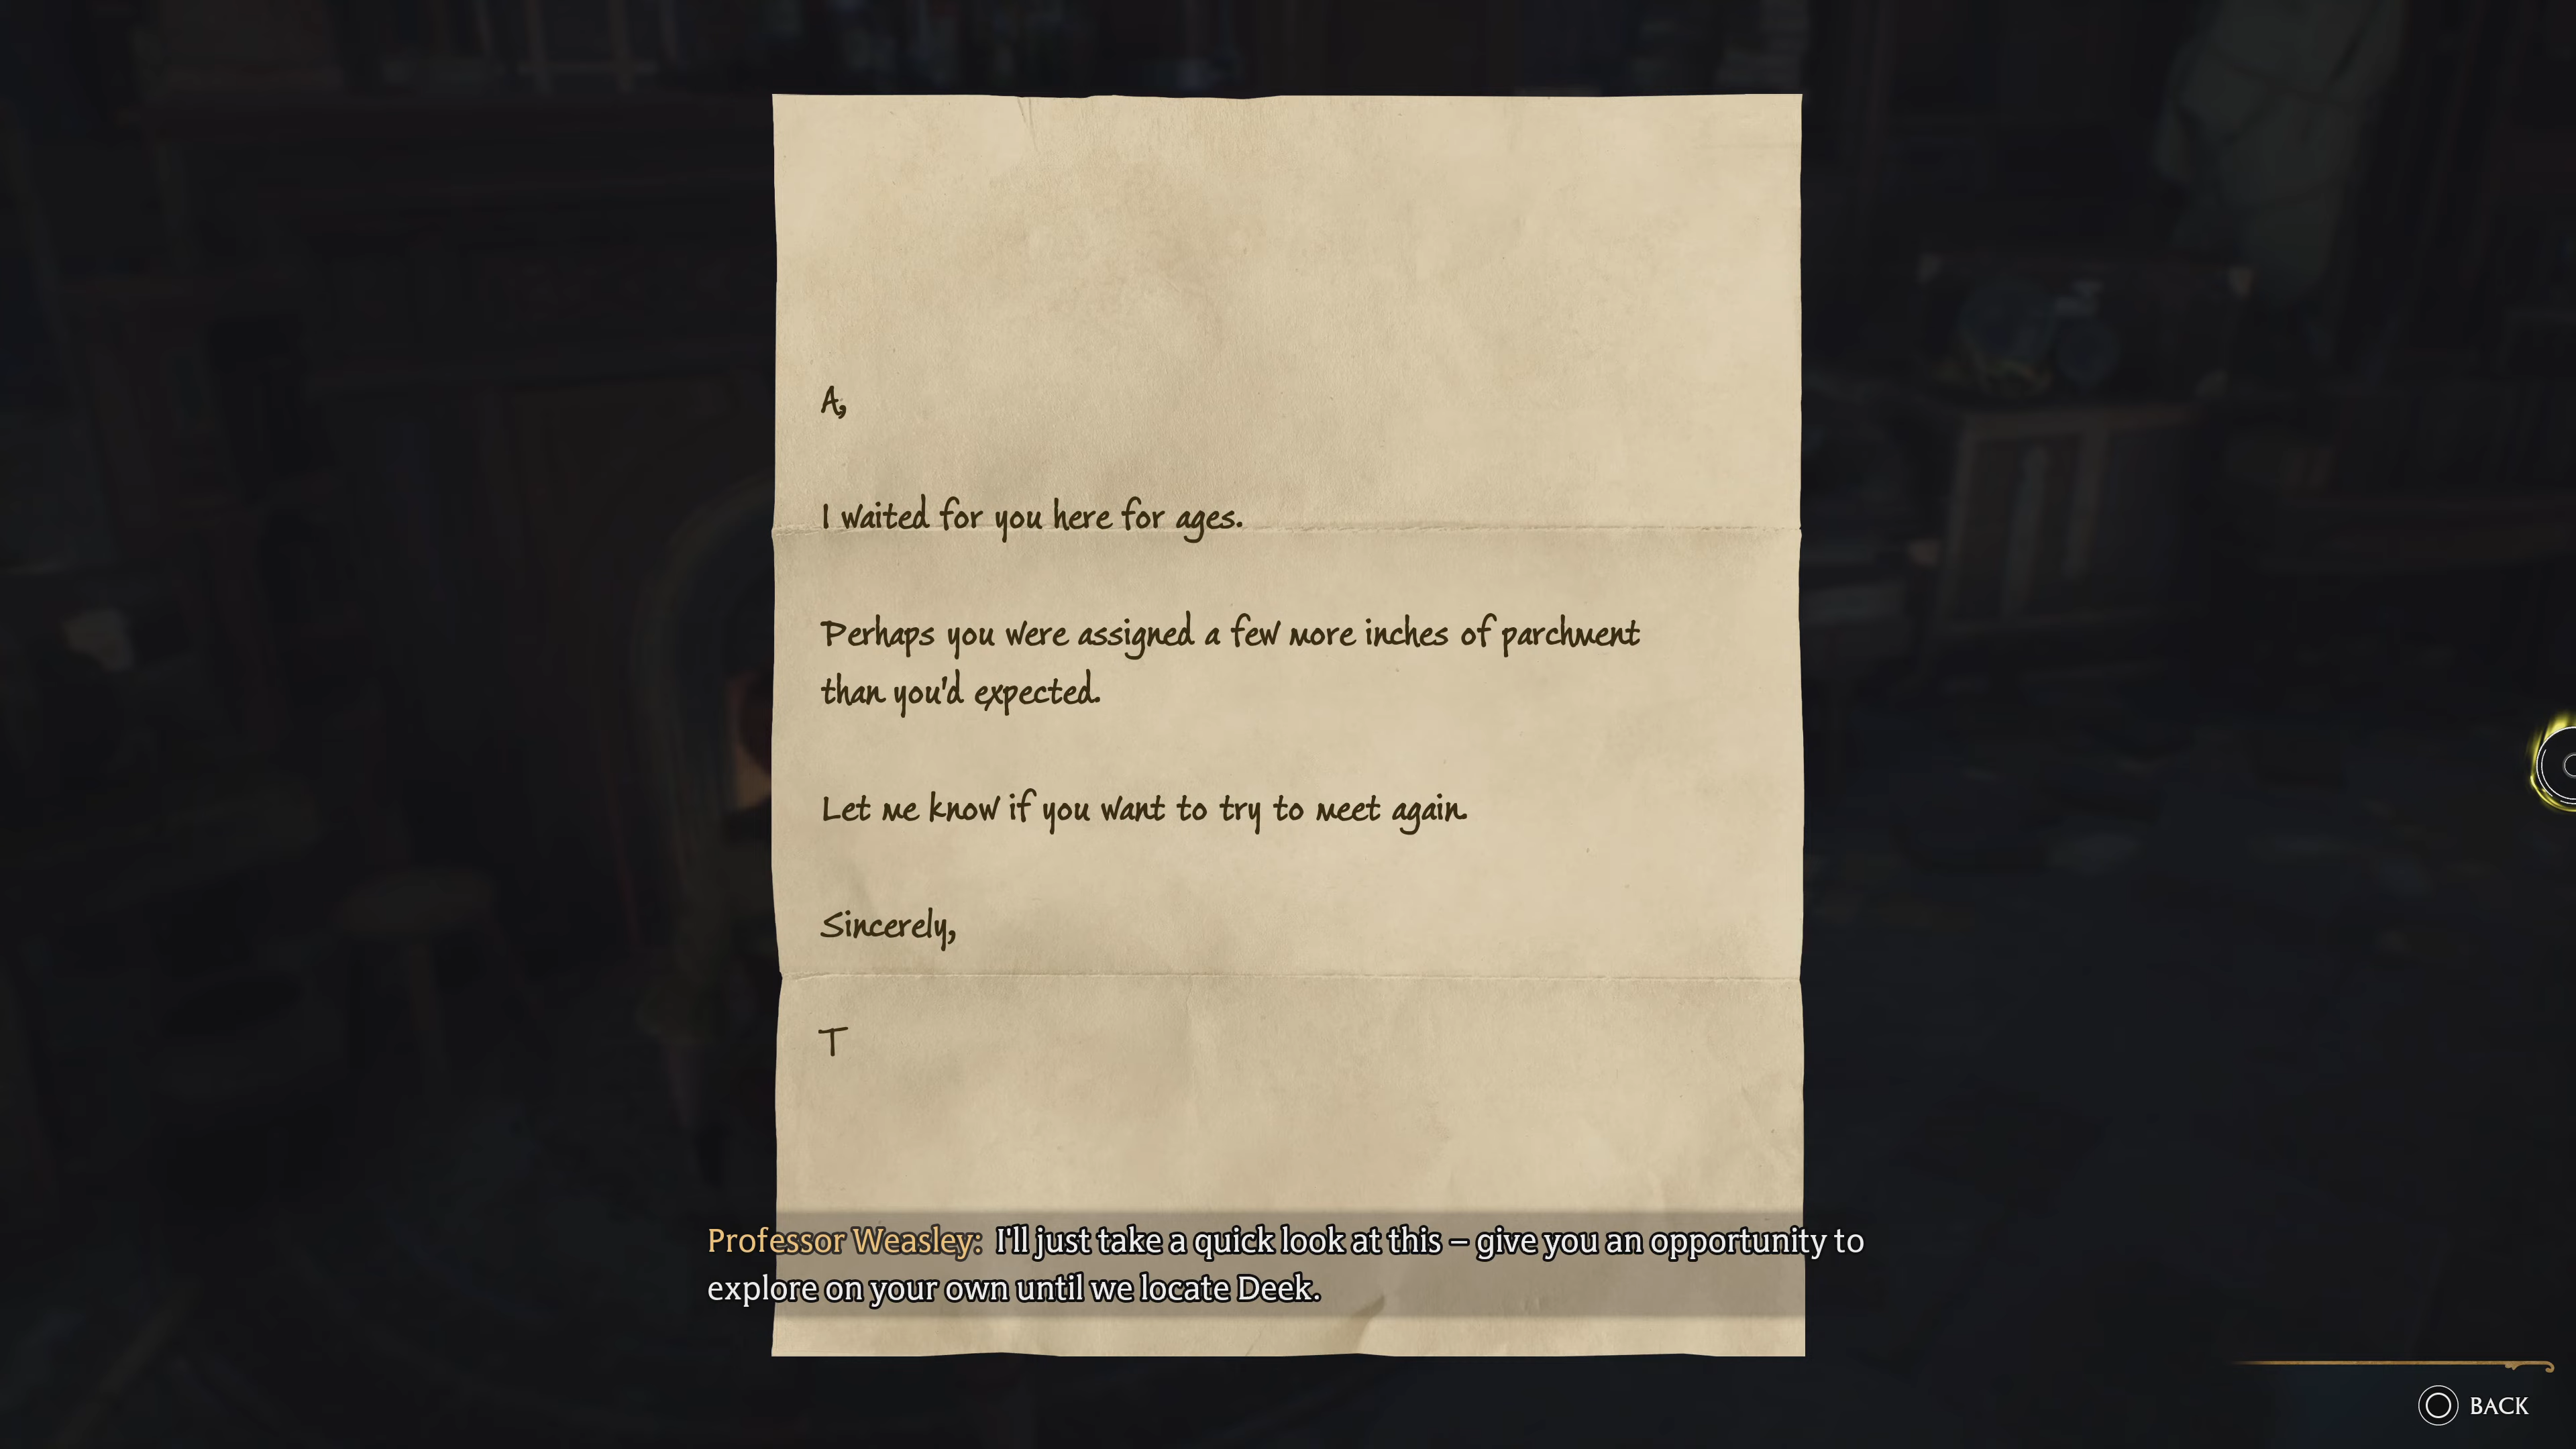 A,
I waited for you here for ages.
Perhaps you were assigned a few more inches of parchment
than you'd expected.
Let me know if you want to try to meet again.
Sincerely,
T
Professor Weasley: I'll just take a quick look at this – give you an opportunity to
explore on your own until we locate Deek.
BACK